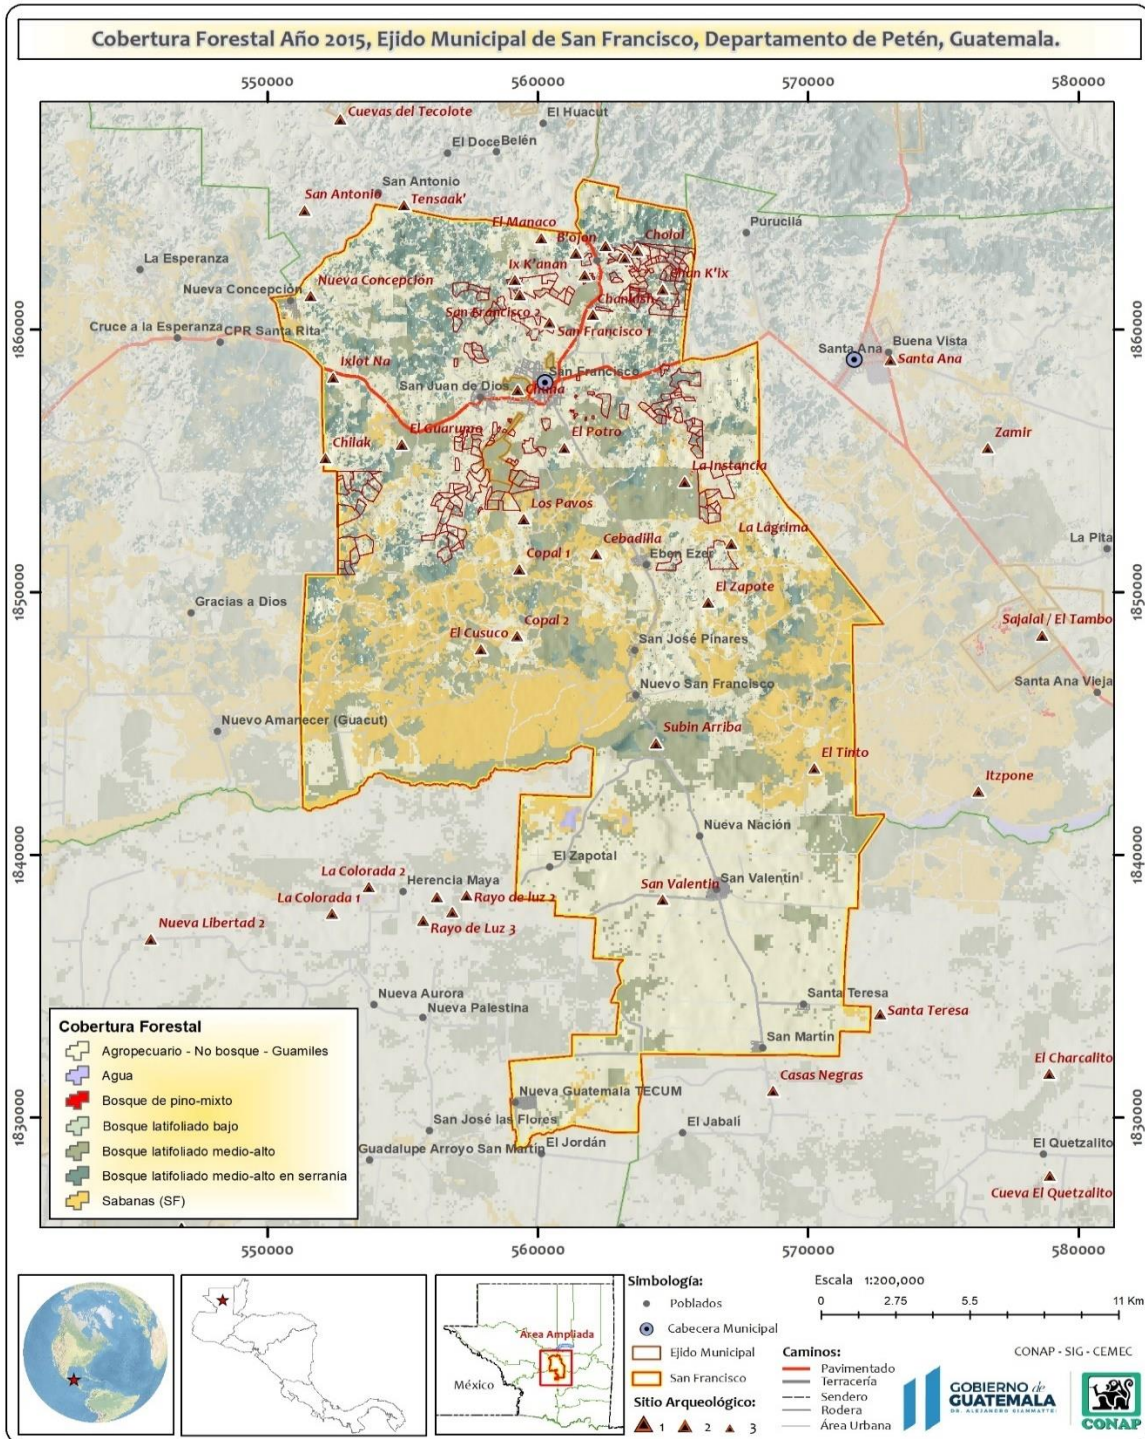 Cobertura Forestal Año 2015, Ejido Municipal de San Francisco, Departamento de Petén, Guatemala.
550000
560000
570000
580000
Cuevas del Tecolote
El Huacut
El Doce
Belén
San Antonio
San Antonio
Tensaak'
El Manaco
B'ojon
Cholol
Purucilá
La Esperanza
Ix K'anan
Nueva Concepción
Nueva Concepción
Chankish
San Francisco 2
San Francisco 1
1860000
1860000
Cruce a la Esperanza
CPR Santa Rita
Santa Ana
Buena Vista
Santa Ana
Ixlot Na
San Francisco
San Juan de Dios
El Guarumo
El Potro
Chilak
Zamir
La Instancia
Los Pavos
La Lágrima
Cebadilla
Copal 1
Eben Ezer
La Pita
1850000
1850000
Gracias a Dios
El Zapote
Copal 2
El Cusuco
San José Pinares
Sajalal / El Tambo
Nuevo San Francisco
Santa Ana Vieja
Nuevo Amanecer (Guacut)
Subin Arriba
El Tinto
Itzpone
Nueva Nación
1840000
1840000
El Zapotal
La Colorada 2
Herencia Maya
San Valentin
San Valentin
La Colorada 1
Rayo de luz 2
Nueva Libertad 2
Rayo de Luz 3
Nueva Aurora
Nueva Palestina
Santa Teresa
Santa Teresa
San Martin
El Charcalito
Casas Negras
Nueva Guatemala TECUM
1830000
1830000
San José las Flores
El Jabalí
Guadalupe Arroyo San Martín
El Jordán
El Quetzalito
Cueva El Quetzalito
Cobertura Forestal
Agropecuario - No bosque - Guamiles
Agua
Bosque de pino-mixto
Bosque latifoliado bajo
Bosque latifoliado medio-alto
Bosque latifoliado medio-alto en serrania
Sabanas (SF)
550000
560000
570000
580000
Área Ampliada
México
Simbología:
Poblados
Cabecera Municipal
Ejido Municipal
San Francisco
Sitio Arqueológico:
1
2
3
Escala 1:200,000
0
2.75
5.5
11 Km
Caminos:
Pavimentado
Terracería
Sendero
Rodera
Área Urbana
CONAP - SIG - CEMEC
GOBIERNO de
GUATEMALA
DR. ALEJANDRO GIAMMATTEI
CONAP